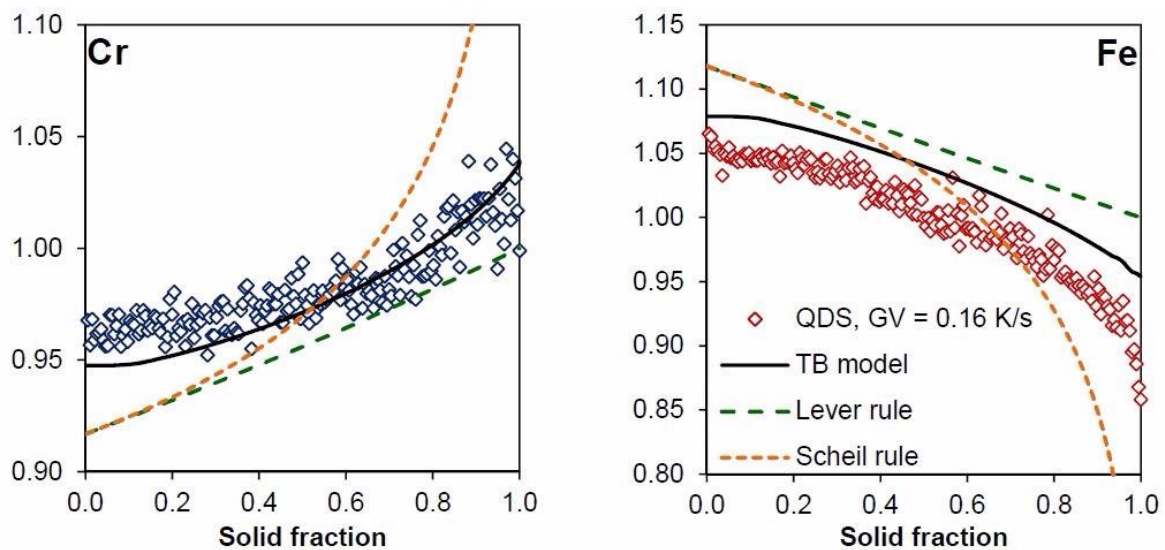 Cr
1.10
1.05
1.00
0.95
0.90
0.0 0.2 0.4 0.6 0.8 1.0
Solid fraction
Fe
1.15
1.10
1.05
1.00
0.95
0.90
0.85
0.80
QDS, GV = 0.16 K/s
TB model
Lever rule
Scheil rule
0.0 0.2 0.4 0.6 0.8 1.0
Solid fraction